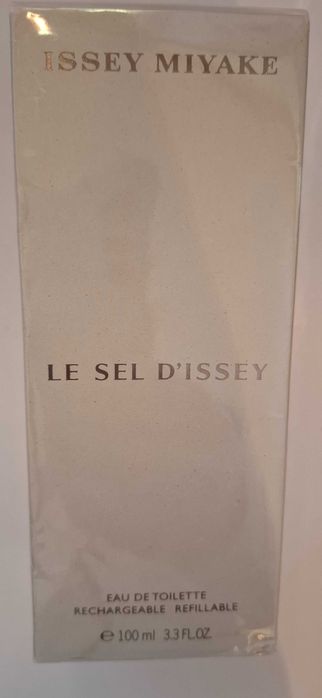 ISSEY MIYAKE
LE SEL D'ISSEY
EAU DE TOILETTE
RECHARGEABLE REFILLABLE
℮ 100 ml 3.3 FL.OZ.